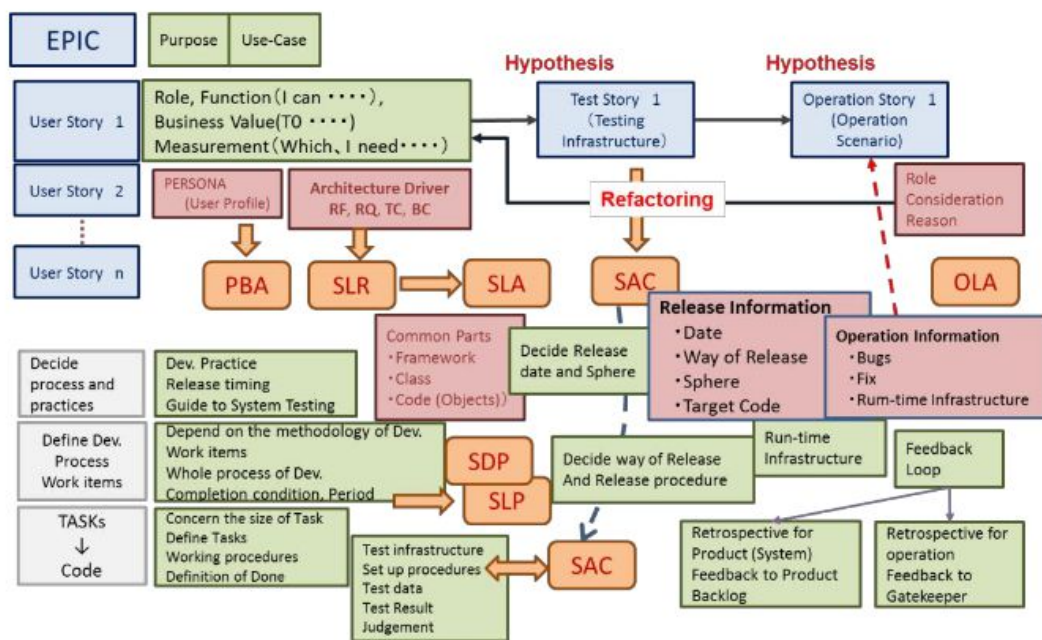 EPIC
Purpose
Use-Case
Hypothesis
Hypothesis
User Story 1
Role, Function(I can ････),
Business Value(TO ････)
Measurement(Which、I need････)
Test Story 1
(Testing
Infrastructure)
Operation Story 1
(Operation
Scenario)
User Story 2
PERSONA
(User Profile)
Architecture Driver
RF, RQ, TC, BC
Refactoring
Role
Consideration
Reason
User Story n
PBA
SLR
SLA
SAC
OLA
Common Parts
・Framework
・Class
・Code (Objects))
Decide Release
date and Sphere
Release Information
・Date
・Way of Release
・Sphere
・Target Code
Operation Information
・Bugs
・Fix
・Rum-time Infrastructure
Decide
process and
practices
Dev. Practice
Release timing
Guide to System Testing
Define Dev.
Process
Work items
Depend on the methodology of Dev.
Work items
Whole process of Dev.
Completion condition, Period
SDP
SLP
Decide way of Release
And Release procedure
Run-time
Infrastructure
Feedback
Loop
TASKs
↓
Code
Concern the size of Task
Define Tasks
Working procedures
Definition of Done
Test infrastructure
Set up procedures
Test data
Test Result
Judgement
SAC
Retrospective for
Product (System)
Feedback to Product
Backlog
Retrospective for
operation
Feedback to
Gatekeeper